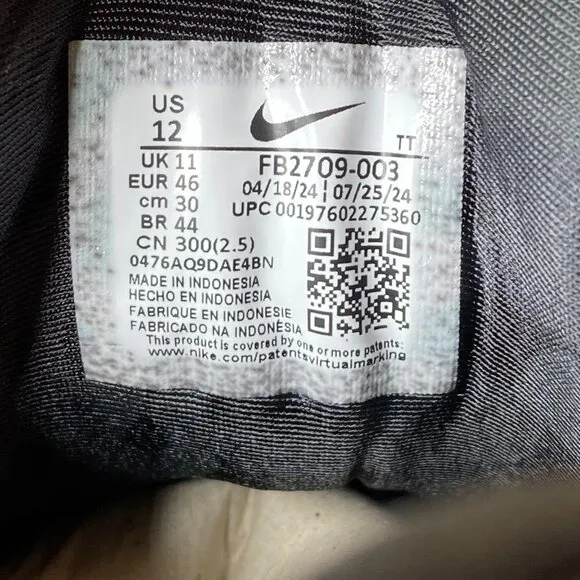 US
12
TT
UK 11
EUR 46
cm 30
BR 44
CN 300(2.5)
0476AQ9DAE4BN
FB2709-003
04/18/24 | 07/25/24
UPC 00197602275360
MADE IN INDONESIA
HECHO EN INDONESIA
FABRIQUE EN INDONESIE
FABRICADO NA INDONÉSIA
This product is covered by one or more patents:
www.nike.com/patentsvirtualmarking